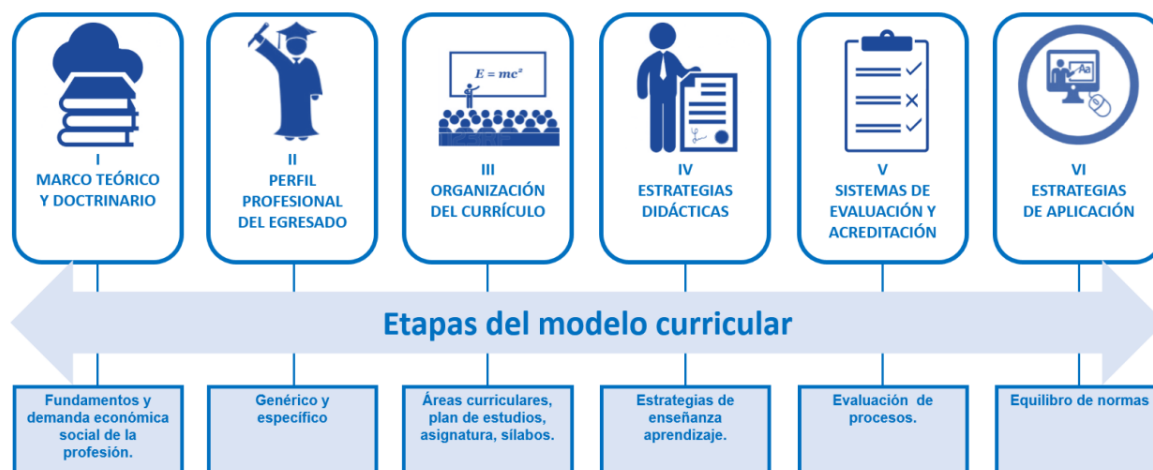 I
MARCO TEÓRICO
Y DOCTRINARIO
II
PERFIL
PROFESIONAL
DEL EGRESADO
E = mc²
III
ORGANIZACIÓN
DEL CURRÍCULO
IV
ESTRATEGIAS
DIDÁCTICAS
V
SISTEMAS DE
EVALUACIÓN Y
ACREDITACIÓN
Aa
VI
ESTRATEGIAS
DE APLICACIÓN
Etapas del modelo curricular
Fundamentos y
demanda económica
social de la
profesión.
Genérico y
específico
Áreas curriculares,
plan de estudios,
asignatura, sílabos.
Estrategias de
enseñanza
aprendizaje.
Evaluación de
procesos.
Equilibro de normas